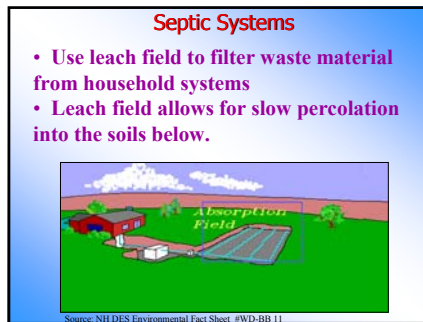 Septic Systems
• Use leach field to filter waste material
from household systems
• Leach field allows for slow percolation
into the soils below.
Absorption
Field
Source: NH DES Environmental Fact Sheet #WD-BB 11